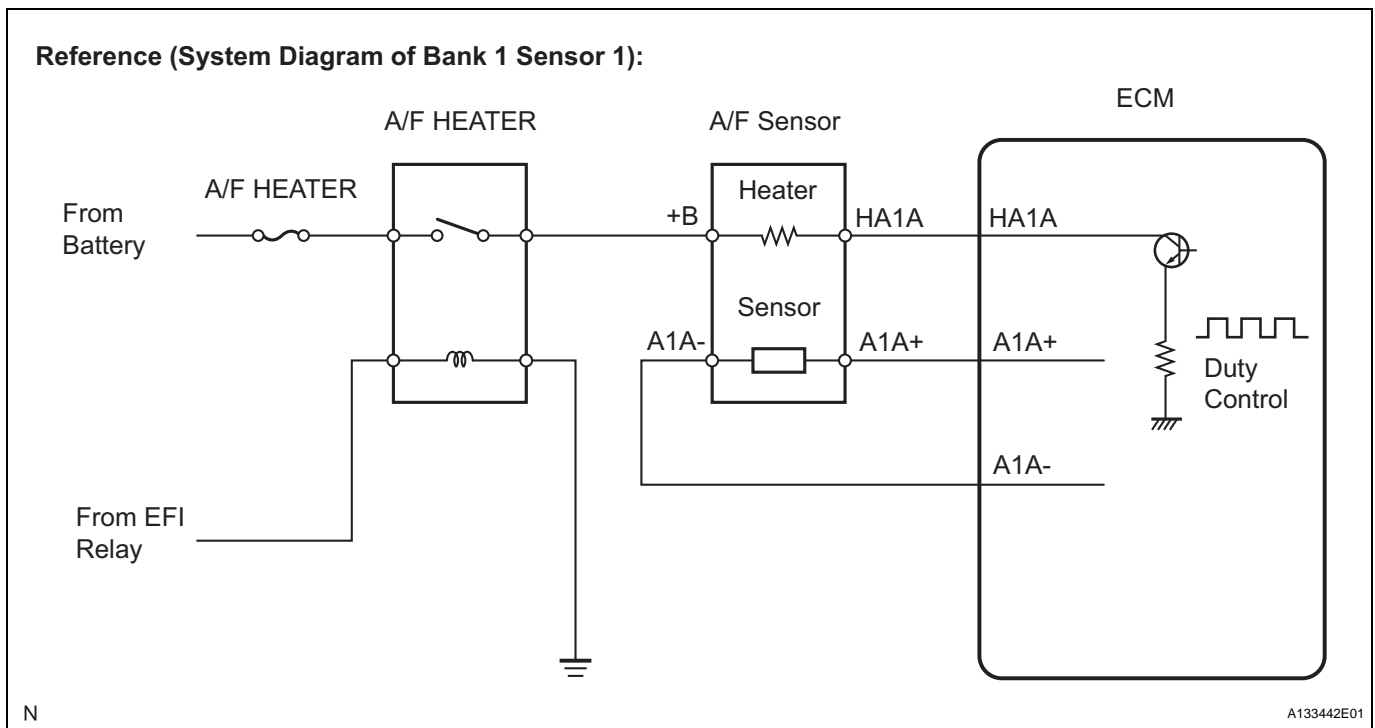 Reference (System Diagram of Bank 1 Sensor 1):
ECM
A/F HEATER
A/F Sensor
A/F HEATER
Heater
From
Battery
+B
HA1A
HA1A
Sensor
A1A-
A1A+
A1A+
Duty
Control
A1A-
From EFI
Relay
N
A133442E01